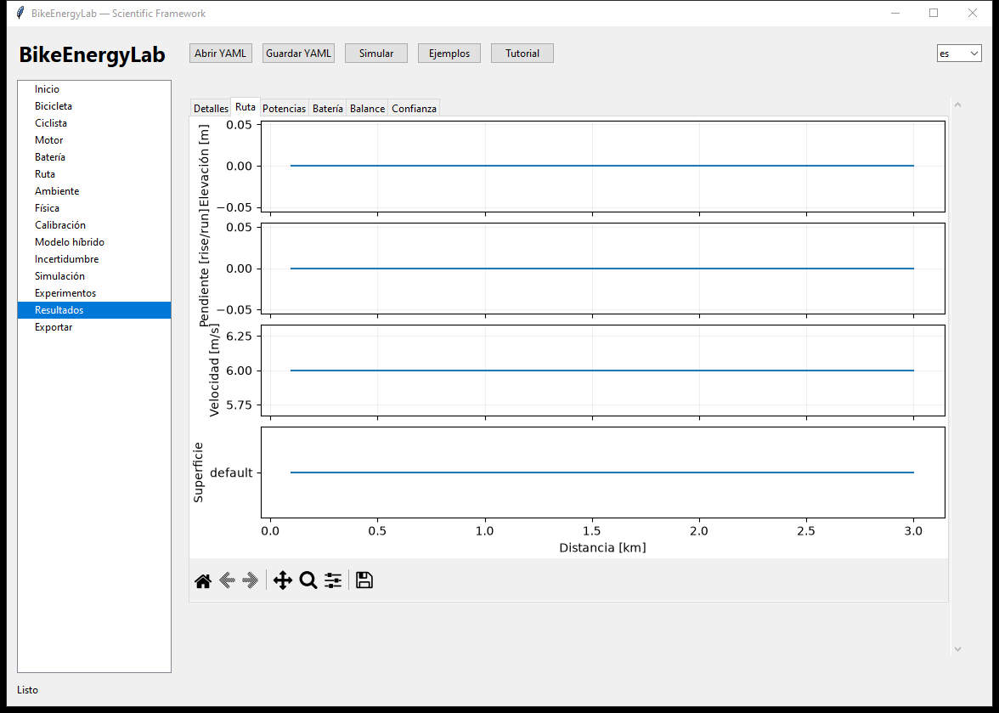 BikeEnergyLab — Scientific Framework
BikeEnergyLab
Abrir YAML
Guardar YAML
Simular
Ejemplos
Tutorial
es
Inicio
Bicicleta
Ciclista
Motor
Batería
Ruta
Ambiente
Física
Calibración
Modelo híbrido
Incertidumbre
Simulación
Experimentos
Resultados
Exportar
Detalles
Ruta
Potencias
Batería
Balance
Confianza
Elevación [m]
0.05
0.00
−0.05
Pendiente [rise/run]
0.05
0.00
−0.05
Velocidad [m/s]
6.25
6.00
5.75
Superficie
default
0.0 0.5 1.0 1.5 2.0 2.5 3.0
Distancia [km]
Listo